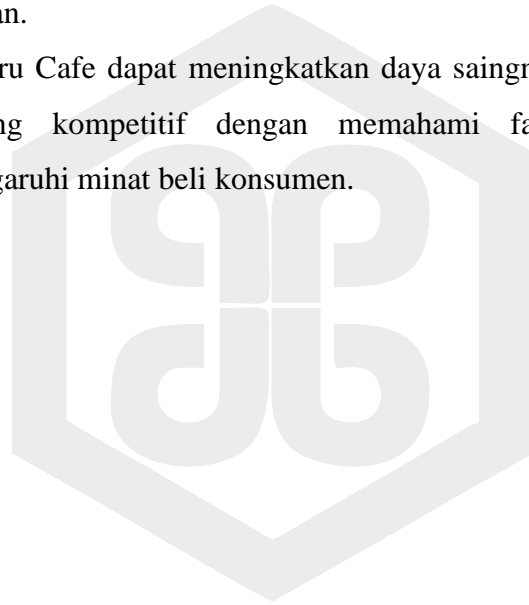 an.
ru Cafe dapat meningkatkan daya saingn
ng kompetitif dengan memahami fa
garuhi minat beli konsumen.